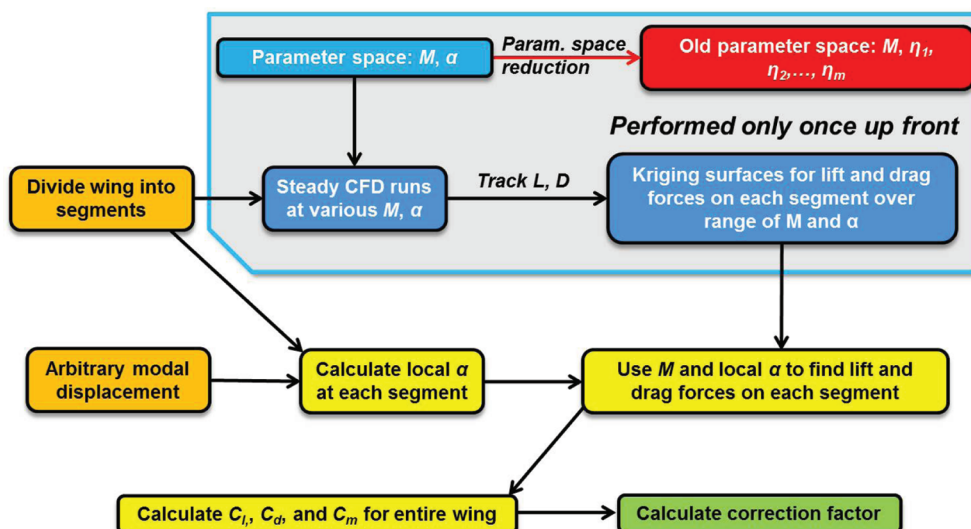 Parameter space: M, α
Param. space
reduction
Old parameter space: M, η1,
η2,..., ηm
Performed only once up front
Divide wing into
segments
Steady CFD runs
at various M, α
Track L, D
Kriging surfaces for lift and drag
forces on each segment over
range of M and α
Arbitrary modal
displacement
Calculate local α
at each segment
Use M and local α to find lift and
drag forces on each segment
Calculate Cl,, Cd, and Cm for entire wing
Calculate correction factor